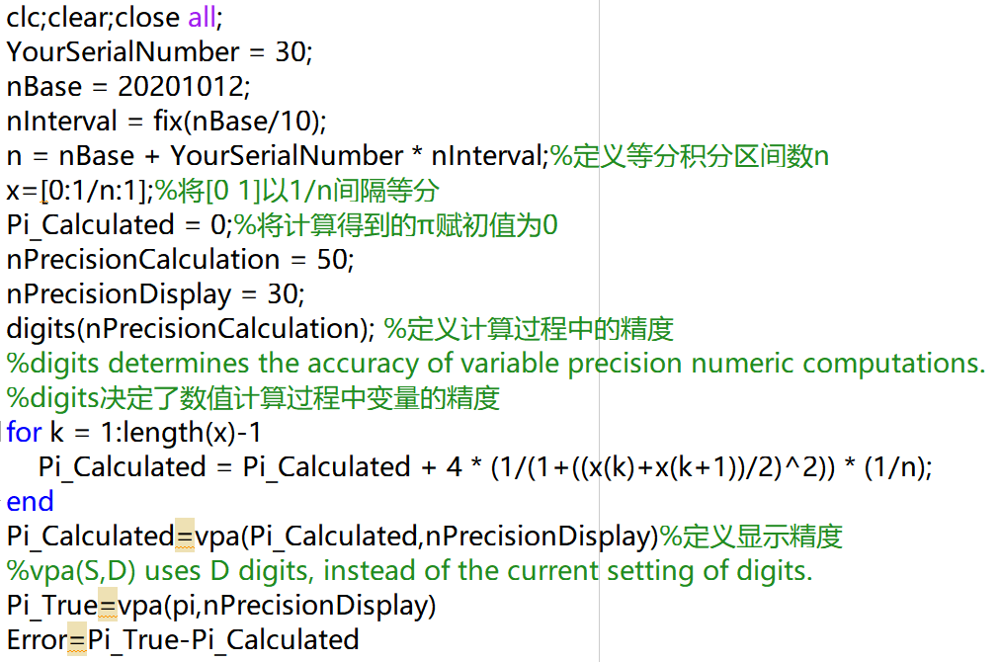 clc;clear;close all;
YourSerialNumber = 30;
nBase = 20201012;
nInterval = fix(nBase/10);
n = nBase + YourSerialNumber * nInterval;%定义等分积分区间数n
x=[0:1/n:1];%将[0 1]以1/n间隔等分
Pi_Calculated = 0;%将计算得到的π赋初值为0
nPrecisionCalculation = 50;
nPrecisionDisplay = 30;
digits(nPrecisionCalculation); %定义计算过程中的精度
%digits determines the accuracy of variable precision numeric computations.
%digits决定了数值计算过程中变量的精度
for k = 1:length(x)-1
    Pi_Calculated = Pi_Calculated + 4 * (1/(1+((x(k)+x(k+1))/2)^2)) * (1/n);
end
Pi_Calculated=vpa(Pi_Calculated,nPrecisionDisplay)%定义显示精度
%vpa(S,D) uses D digits, instead of the current setting of digits.
Pi_True=vpa(pi,nPrecisionDisplay)
Error=Pi_True-Pi_Calculated